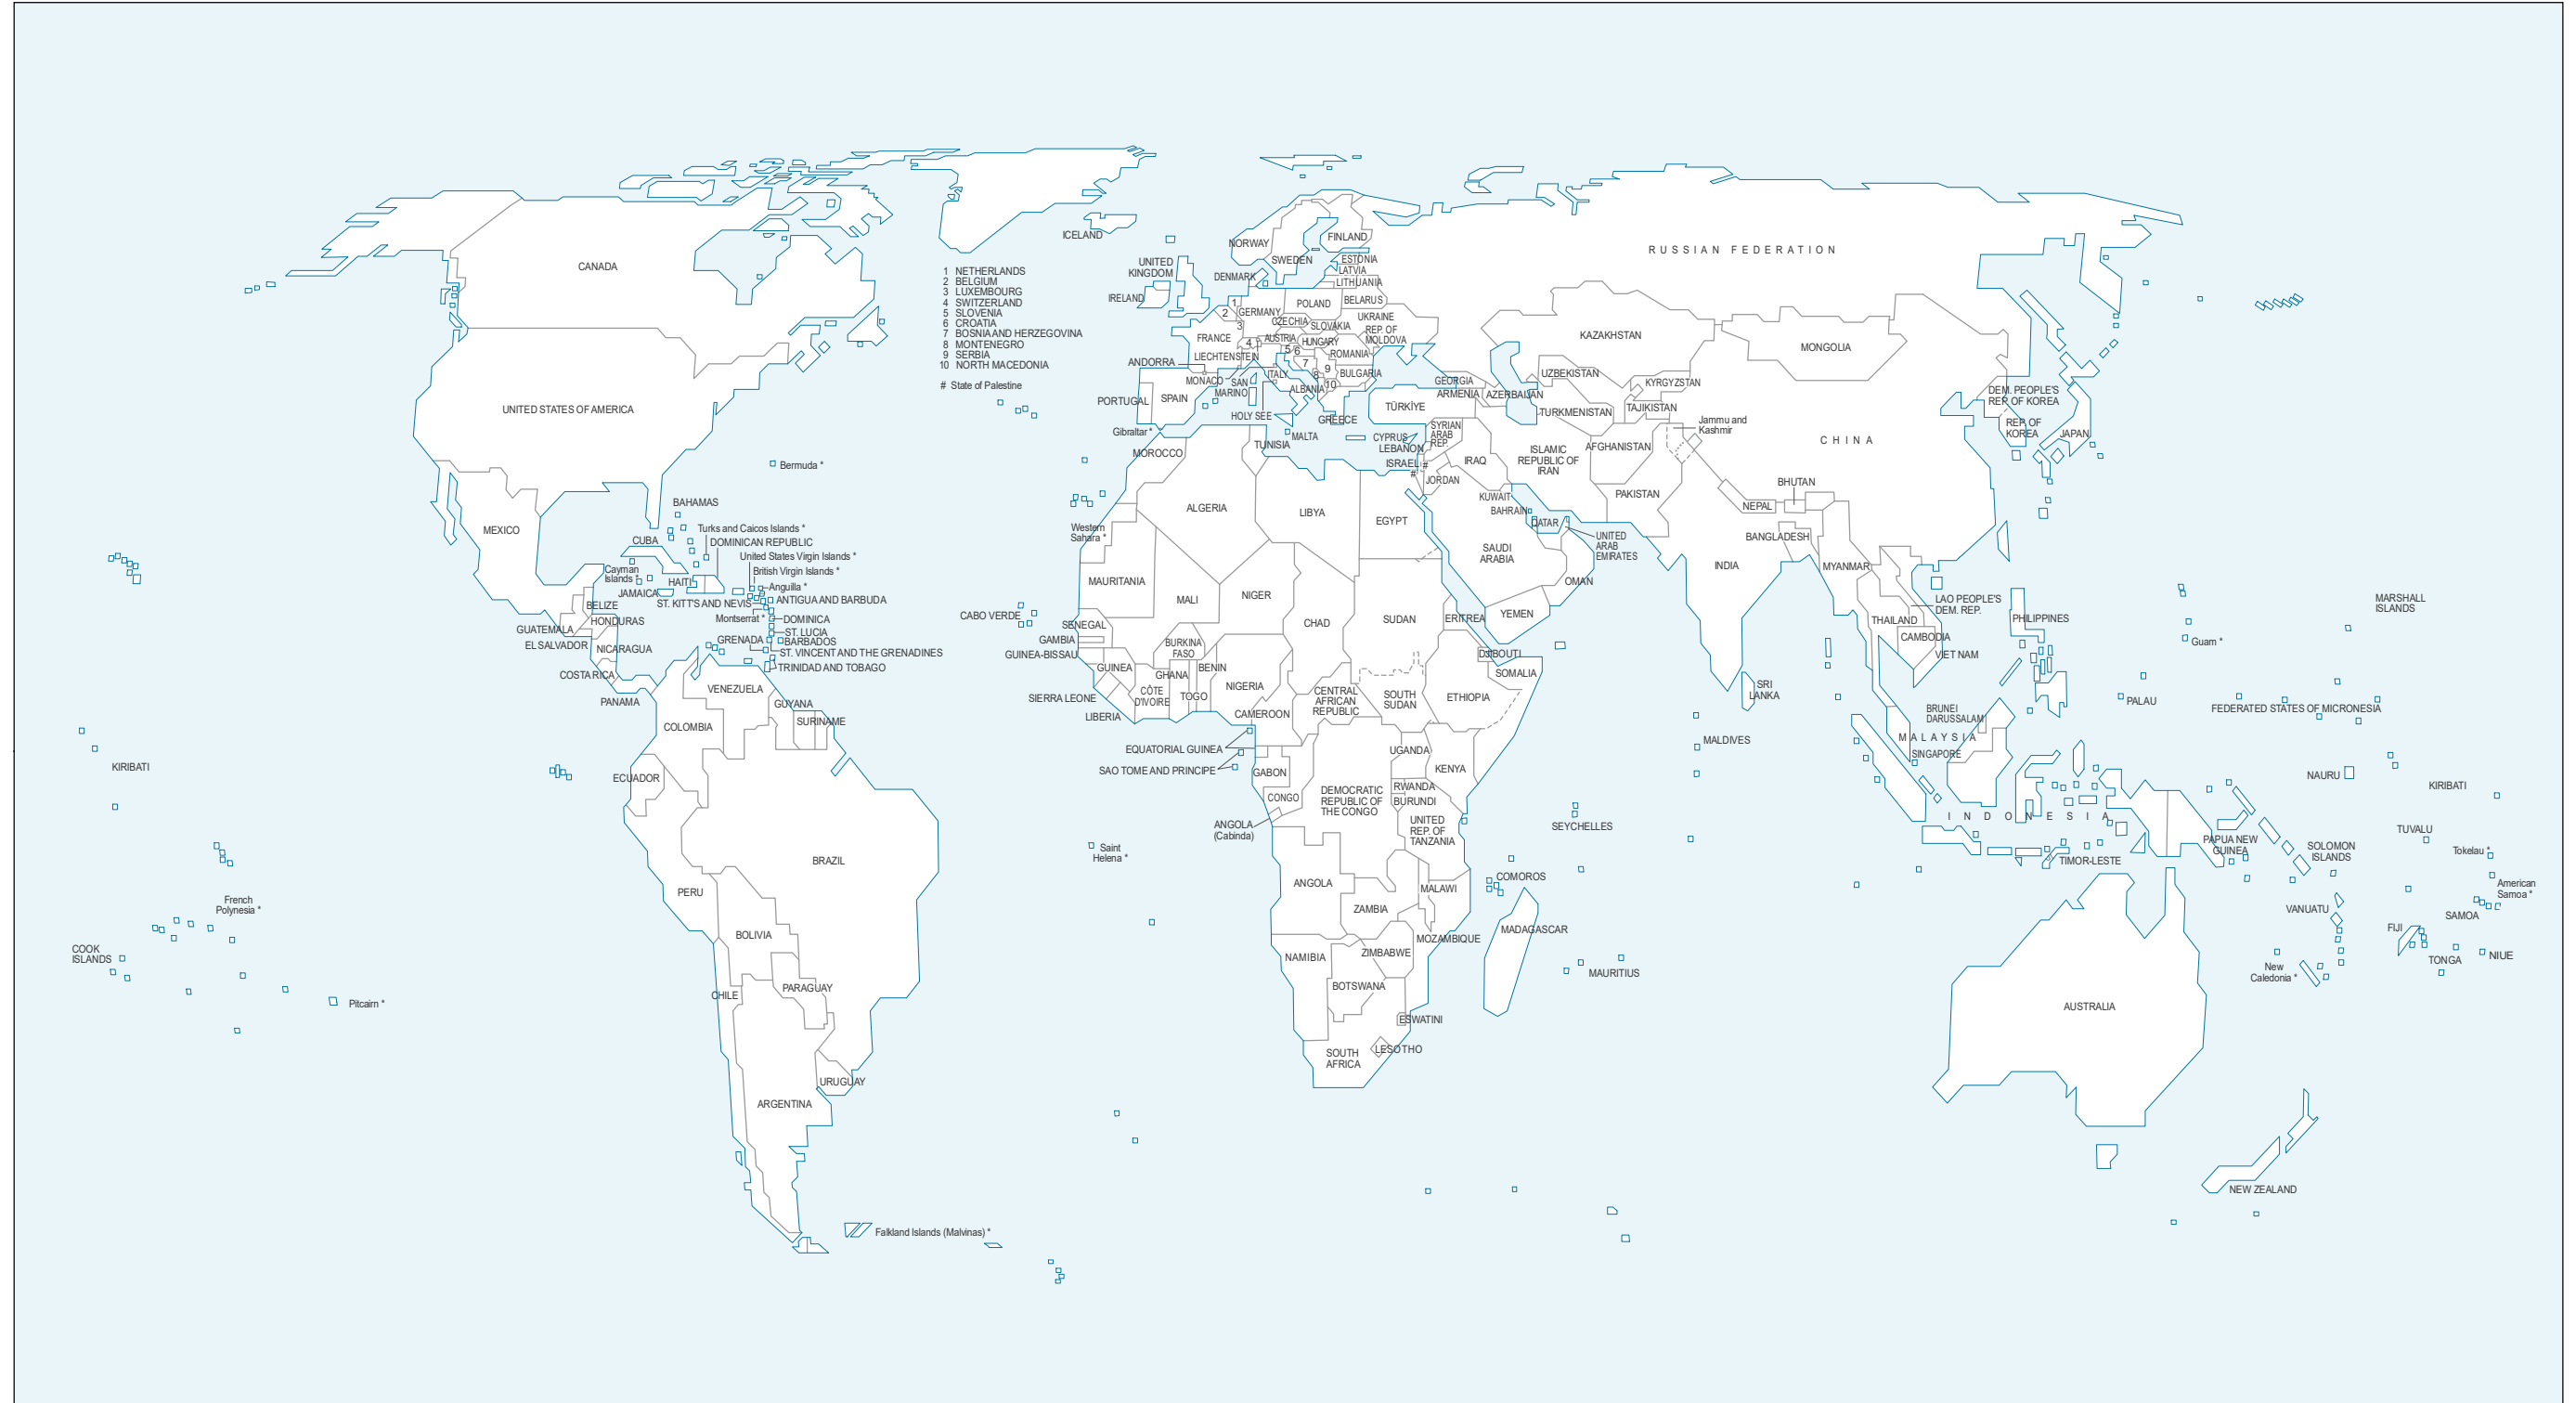 CANADA
UNITED STATES OF AMERICA
MEXICO
Bermuda *
BAHAMAS
Turks and Caicos Islands *
DOMINICAN REPUBLIC
United States Virgin Islands *
British Virgin Islands *
Anguilla *
CUBA
Cayman
Islands *
HAITI
JAMAICA
ST. KITT'S AND NEVIS
ANTIGUA AND BARBUDA
Montserrat *
DOMINICA
ST. LUCIA
GRENADA
BARBADOS
ST. VINCENT AND THE GRENADINES
TRINIDAD AND TOBAGO
BELIZE
HONDURAS
GUATEMALA
EL SALVADOR
NICARAGUA
COSTA RICA
PANAMA
VENEZUELA
GUYANA
SURINAME
COLOMBIA
ECUADOR
BRAZIL
PERU
BOLIVIA
PARAGUAY
CHILE
URUGUAY
ARGENTINA
Falkland Islands (Malvinas) *
KIRIBATI
French
Polynesia *
COOK
ISLANDS
Pitcairn *
1 NETHERLANDS
2 BELGIUM
3 LUXEMBOURG
4 SWITZERLAND
5 SLOVENIA
6 CROATIA
7 BOSNIA AND HERZEGOVINA
8 MONTENEGRO
9 SERBIA
10 NORTH MACEDONIA
# State of Palestine
ICELAND
NORWAY
FINLAND
SWEDEN
UNITED
KINGDOM
IRELAND
DENMARK
ESTONIA
LATVIA
LITHUANIA
1
2
3
GERMANY
POLAND
BELARUS
CZECHIA
SLOVAKIA
UKRAINE
FRANCE
4
AUSTRIA
HUNGARY
REP. OF
MOLDOVA
LIECHTENSTEIN
5
6
7
ROMANIA
ANDORRA
MONACO
SAN
MARINO
ITALY
8
9
10
BULGARIA
ALBANIA
PORTUGAL
SPAIN
HOLY SEE
GREECE
Gibraltar *
MALTA
RUSSIAN FEDERATION
KAZAKHSTAN
MONGOLIA
GEORGIA
ARMENIA
AZERBAIJAN
UZBEKISTAN
KYRGYZSTAN
TÜRKİYE
TURKMENISTAN
TAJIKISTAN
Jammu and
Kashmir
CHINA
DEM. PEOPLE'S
REP. OF KOREA
REP. OF
KOREA
JAPAN
CYPRUS
SYRIAN
ARAB
REP.
LEBANON
ISRAEL
#
#
IRAQ
JORDAN
ISLAMIC
REPUBLIC OF
IRAN
AFGHANISTAN
PAKISTAN
KUWAIT
BAHRAIN
QATAR
UNITED
ARAB
EMIRATES
SAUDI
ARABIA
OMAN
YEMEN
NEPAL
BHUTAN
BANGLADESH
INDIA
MYANMAR
LAO PEOPLE'S
DEM. REP.
THAILAND
CAMBODIA
VIET NAM
PHILIPPINES
SRI
LANKA
MALDIVES
BRUNEI
DARUSSALAM
MALAYSIA
SINGAPORE
INDONESIA
TIMOR-LESTE
MOROCCO
TUNISIA
ALGERIA
LIBYA
EGYPT
Western
Sahara *
MAURITANIA
MALI
NIGER
CHAD
SUDAN
ERITREA
DJIBOUTI
SOMALIA
CABO VERDE
SENEGAL
GAMBIA
GUINEA-BISSAU
GUINEA
SIERRA LEONE
LIBERIA
CÔTE
D'IVOIRE
BURKINA
FASO
GHANA
TOGO
BENIN
NIGERIA
CAMEROON
CENTRAL
AFRICAN
REPUBLIC
SOUTH
SUDAN
ETHIOPIA
EQUATORIAL GUINEA
SAO TOME AND PRINCIPE
GABON
CONGO
UGANDA
KENYA
RWANDA
BURUNDI
DEMOCRATIC
REPUBLIC OF
THE CONGO
ANGOLA
(Cabinda)
UNITED
REP. OF
TANZANIA
SEYCHELLES
Saint
Helena *
ANGOLA
ZAMBIA
MALAWI
COMOROS
MOZAMBIQUE
MADAGASCAR
NAMIBIA
ZIMBABWE
BOTSWANA
MAURITIUS
ESWATINI
LESOTHO
SOUTH
AFRICA
MARSHALL
ISLANDS
Guam *
PALAU
FEDERATED STATES OF MICRONESIA
NAURU
KIRIBATI
PAPUA NEW
GUINEA
SOLOMON
ISLANDS
TUVALU
Tokelau *
American
Samoa *
SAMOA
VANUATU
FIJI
TONGA
NIUE
New
Caledonia *
AUSTRALIA
NEW ZEALAND